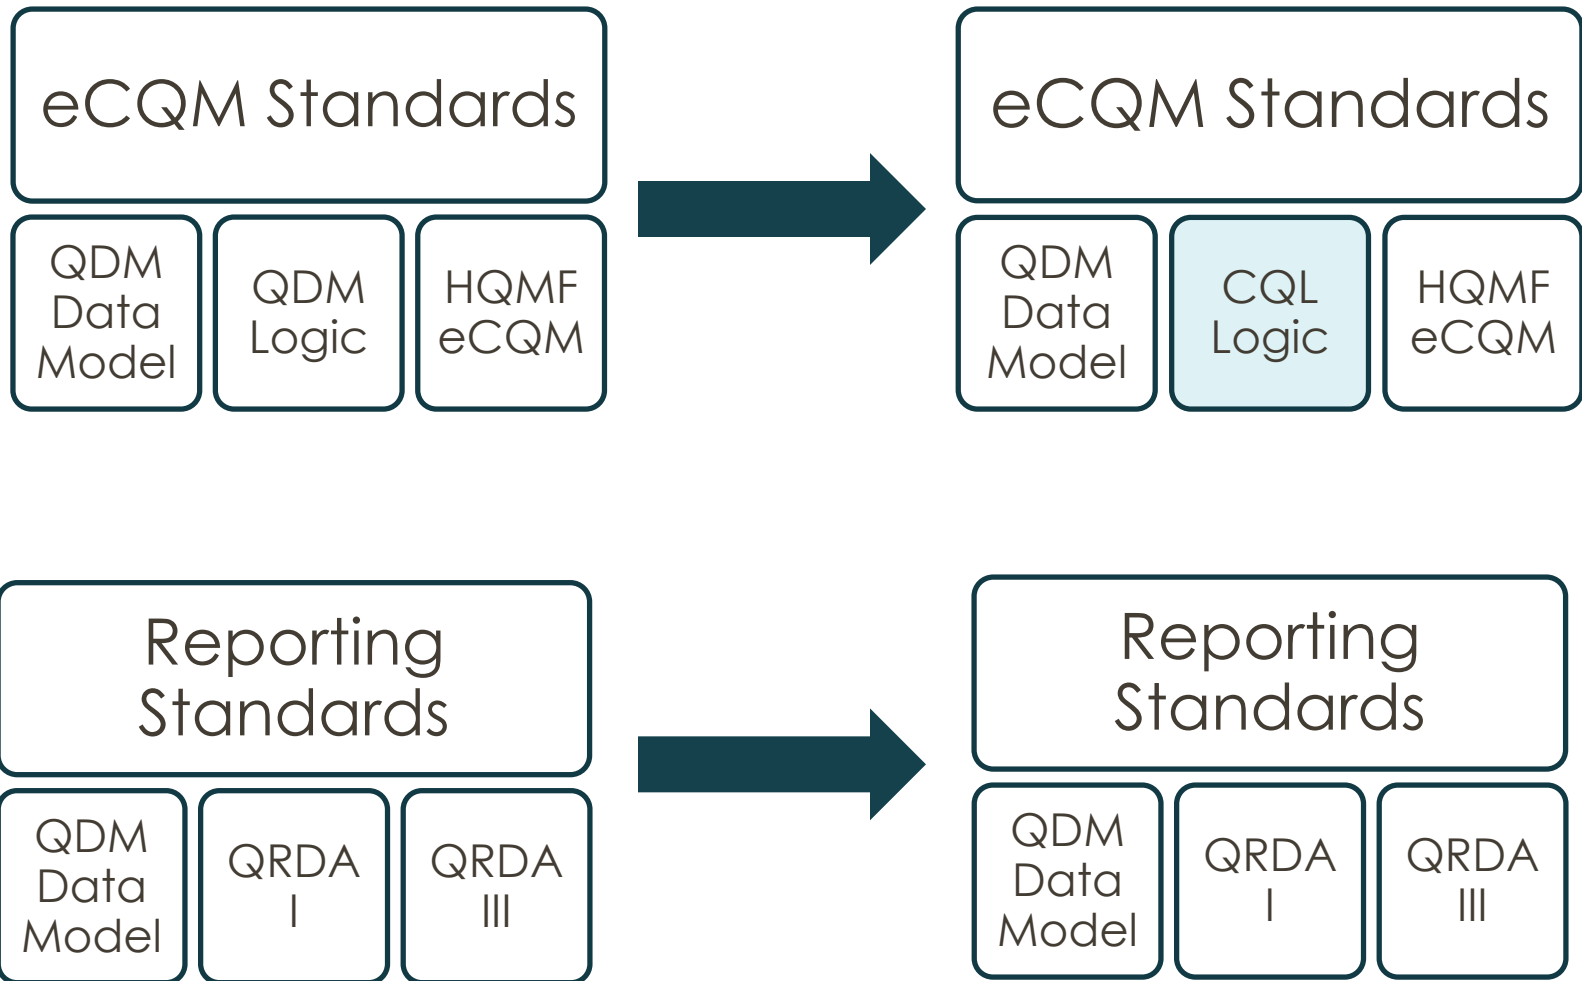 eCQM Standards
QDM
Data
Model
QDM
Logic
HQMF
eCQM
eCQM Standards
QDM
Data
Model
CQL
Logic
HQMF
eCQM
Reporting
Standards
QDM
Data
Model
QRDA
I
QRDA
III
Reporting
Standards
QDM
Data
Model
QRDA
I
QRDA
III